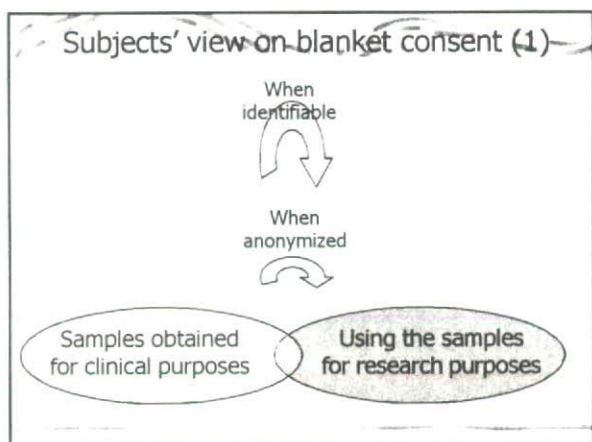 Subjects' view on blanket consent (1)
When
identifiable
When
anonymized
Samples obtained
for clinical purposes
Using the samples
for research purposes